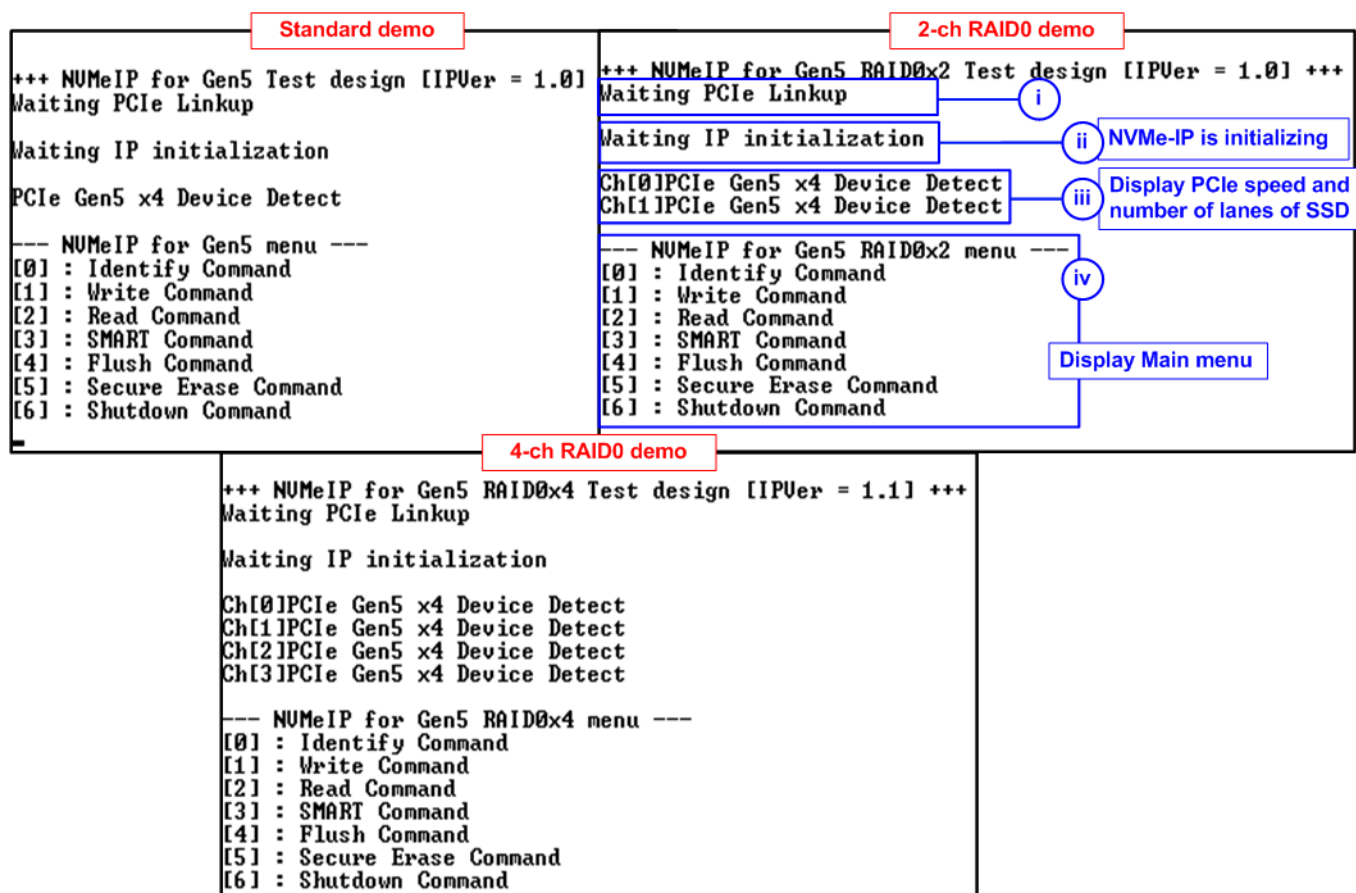 Standard demo
+++ NVMeIP for Gen5 Test design [IPVer = 1.0]
Waiting PCIe Linkup
Waiting IP initialization
PCIe Gen5 x4 Device Detect
--- NVMeIP for Gen5 menu ---
[0] : Identify Command
[1] : Write Command
[2] : Read Command
[3] : SMART Command
[4] : Flush Command
[5] : Secure Erase Command
[6] : Shutdown Command
2-ch RAID0 demo
+++ NVMeIP for Gen5 RAID0x2 Test design [IPVer = 1.0] +++
Waiting PCIe Linkup
i
Waiting IP initialization
ii
NVMe-IP is initializing
Ch[0]PCIe Gen5 x4 Device Detect
Ch[1]PCIe Gen5 x4 Device Detect
iii
Display PCIe speed and
number of lanes of SSD
--- NVMeIP for Gen5 RAID0x2 menu ---
[0] : Identify Command
[1] : Write Command
[2] : Read Command
[3] : SMART Command
[4] : Flush Command
[5] : Secure Erase Command
[6] : Shutdown Command
iv
Display Main menu
4-ch RAID0 demo
+++ NVMeIP for Gen5 RAID0x4 Test design [IPVer = 1.1] +++
Waiting PCIe Linkup
Waiting IP initialization
Ch[0]PCIe Gen5 x4 Device Detect
Ch[1]PCIe Gen5 x4 Device Detect
Ch[2]PCIe Gen5 x4 Device Detect
Ch[3]PCIe Gen5 x4 Device Detect
--- NVMeIP for Gen5 RAID0x4 menu ---
[0] : Identify Command
[1] : Write Command
[2] : Read Command
[3] : SMART Command
[4] : Flush Command
[5] : Secure Erase Command
[6] : Shutdown Command